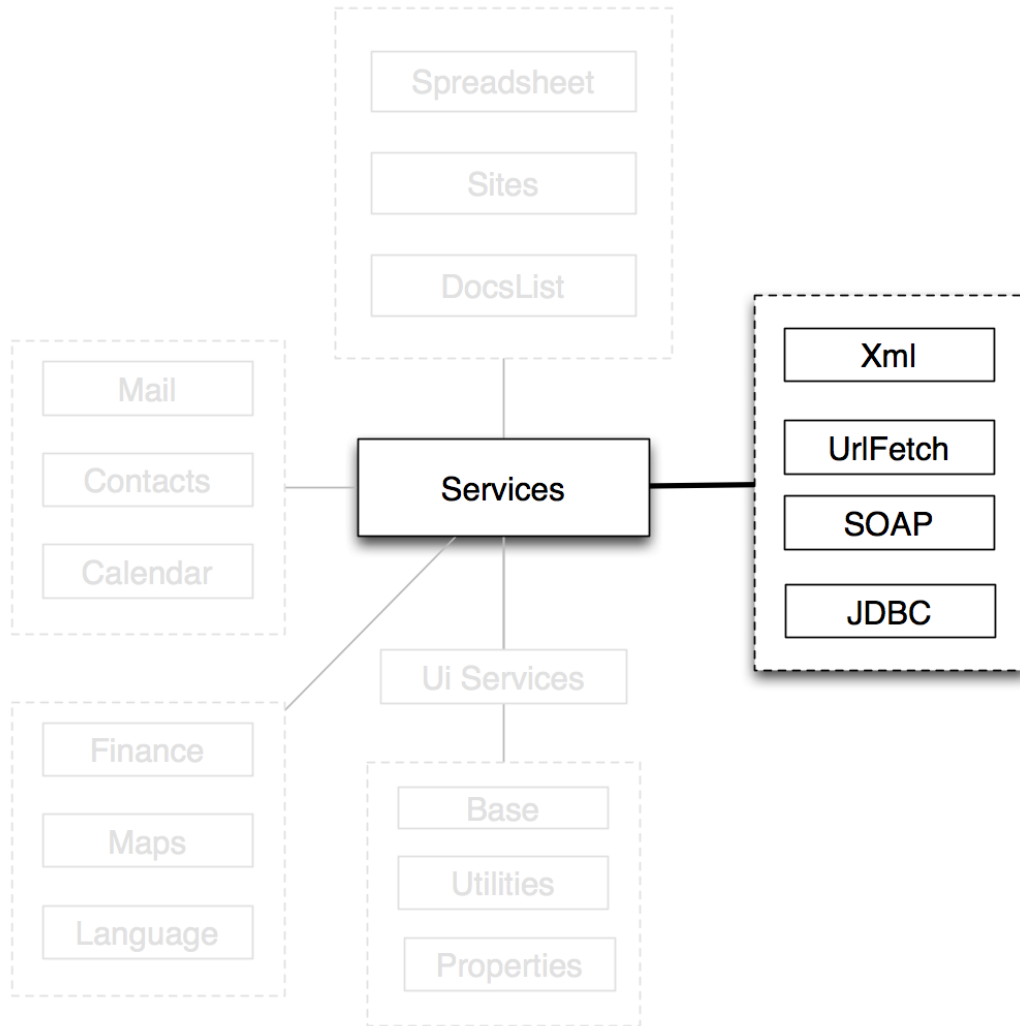 Spreadsheet
Sites
DocsList
Mail
Contacts
Calendar
Services
Xml
UrlFetch
SOAP
JDBC
Ui Services
Finance
Maps
Language
Base
Utilities
Properties